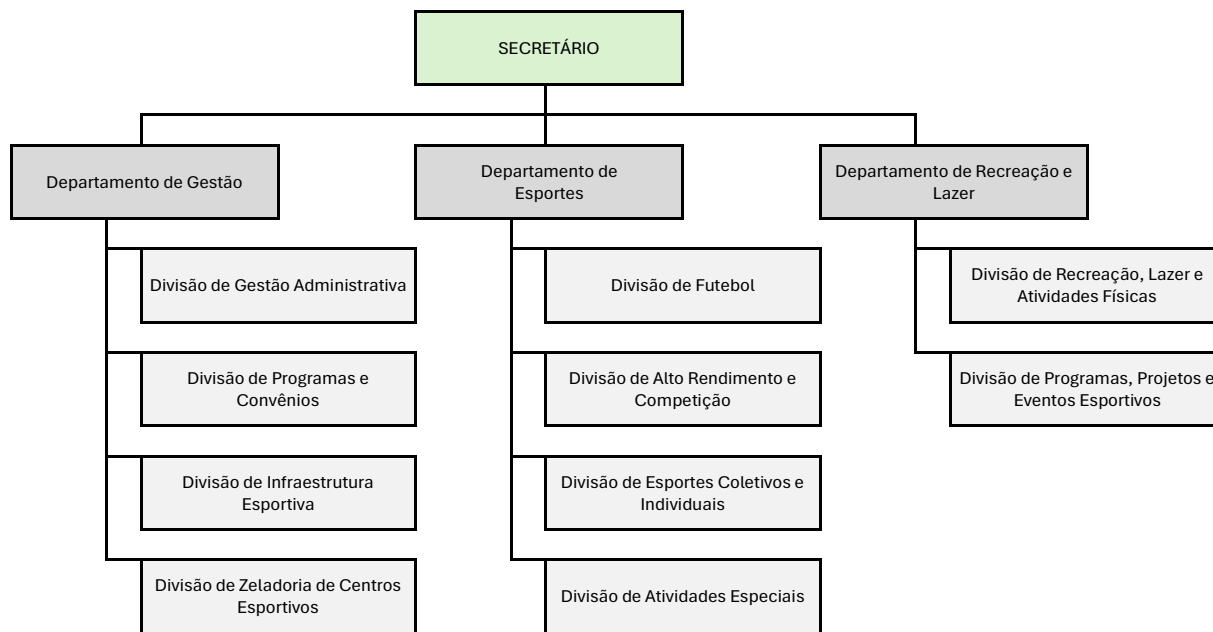 SECRETÁRIO
Departamento de Gestão
Departamento de
Esportes
Departamento de Recreação e
Lazer
Divisão de Gestão Administrativa
Divisão de Programas e
Convênios
Divisão de Infraestrutura
Esportiva
Divisão de Zeladoria de Centros
Esportivos
Divisão de Futebol
Divisão de Alto Rendimento e
Competição
Divisão de Esportes Coletivos e
Individuais
Divisão de Atividades Especiais
Divisão de Recreação, Lazer e
Atividades Físicas
Divisão de Programas, Projetos e
Eventos Esportivos